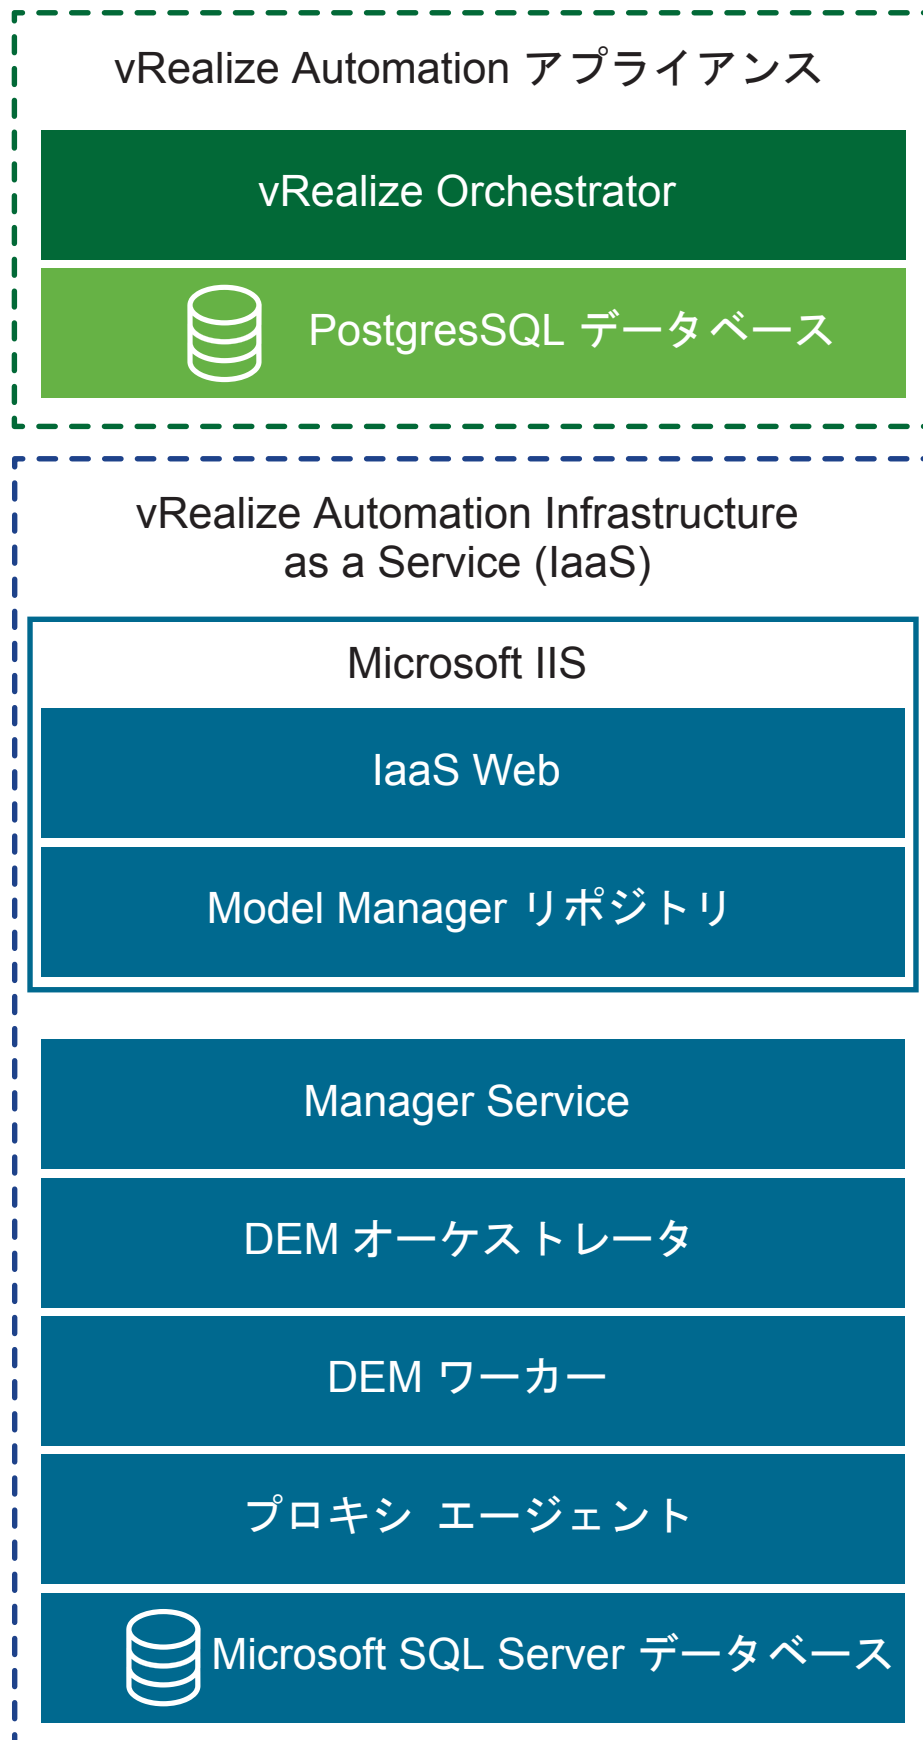 vRealize Automation アプライアンス
vRealize Orchestrator
PostgresSQL データベース
vRealize Automation Infrastructure
as a Service (IaaS)
Microsoft IIS
IaaS Web
Model Manager リポジトリ
Manager Service
DEM オーケストレータ
DEM ワーカー
プロキシ エージェント
Microsoft SQL Server データベース